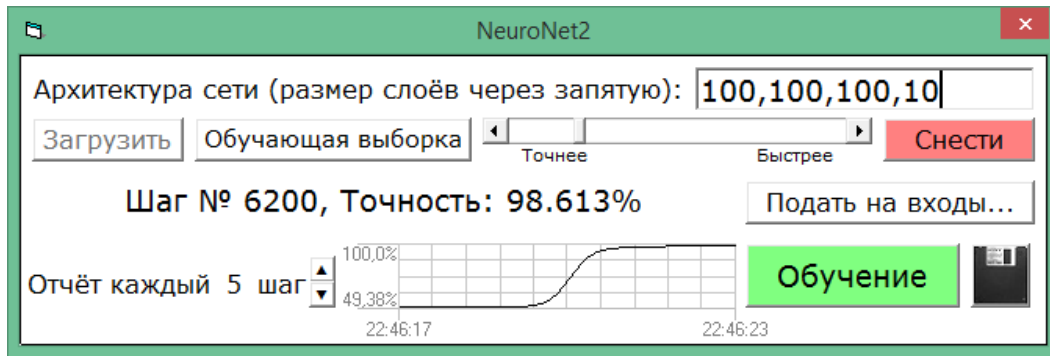 NeuroNet2
Архитектура сети (размер слоёв через запятую): 100,100,100,10
Загрузить Обучающая выборка Точнее Быстрее Снести
Шаг № 6200, Точность: 98.613% Подать на входы...
Отчёт каждый 5 шаг 100,0% 49,38% Обучение
22:46:17 22:46:23